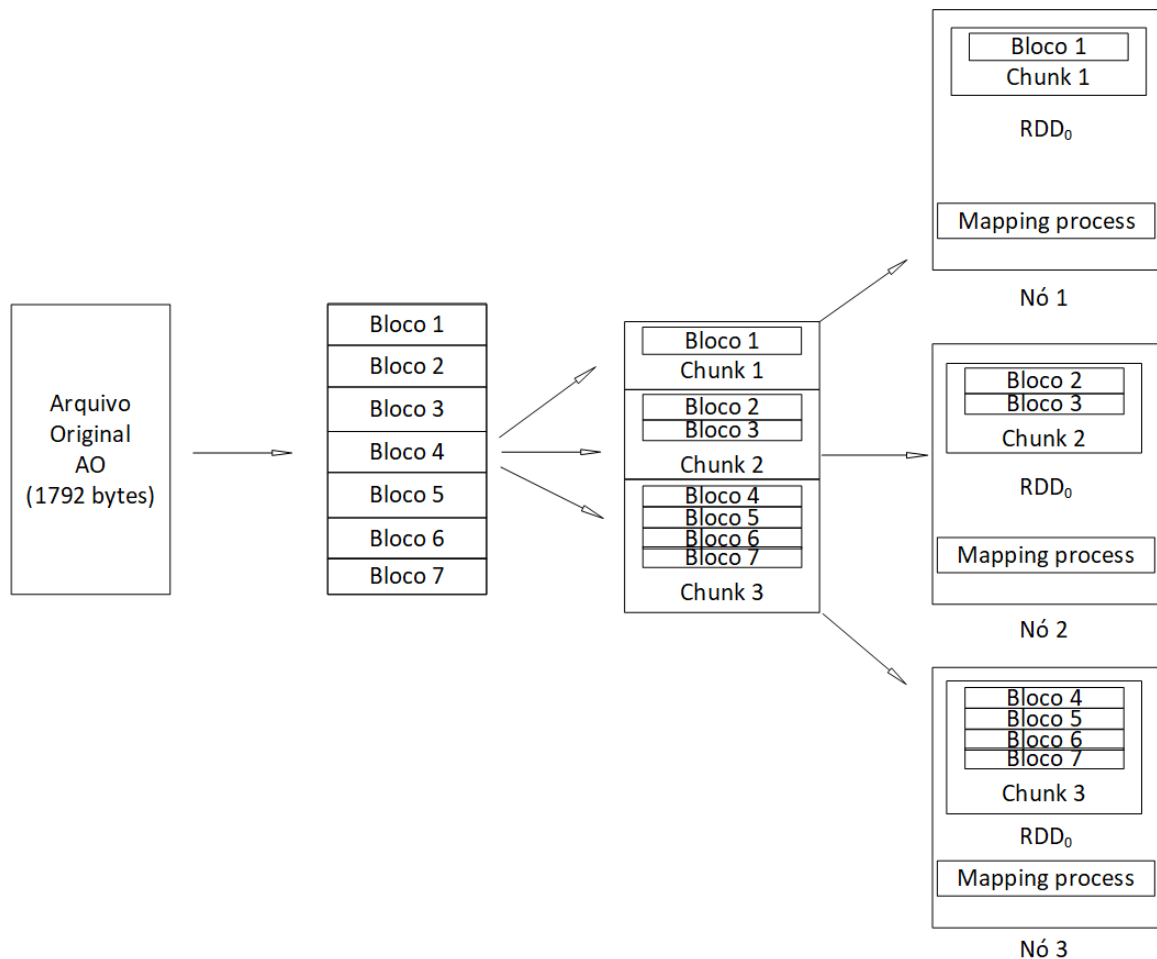 Arquivo
Original
AO
(1792 bytes)
Bloco 1
Bloco 2
Bloco 3
Bloco 4
Bloco 5
Bloco 6
Bloco 7
Bloco 1
Chunk 1
Bloco 2
Bloco 3
Chunk 2
Bloco 4
Bloco 5
Bloco 6
Bloco 7
Chunk 3
Bloco 1
Chunk 1
RDD₀
Mapping process
Nó 1
Bloco 2
Bloco 3
Chunk 2
RDD₀
Mapping process
Nó 2
Bloco 4
Bloco 5
Bloco 6
Bloco 7
Chunk 3
RDD₀
Mapping process
Nó 3